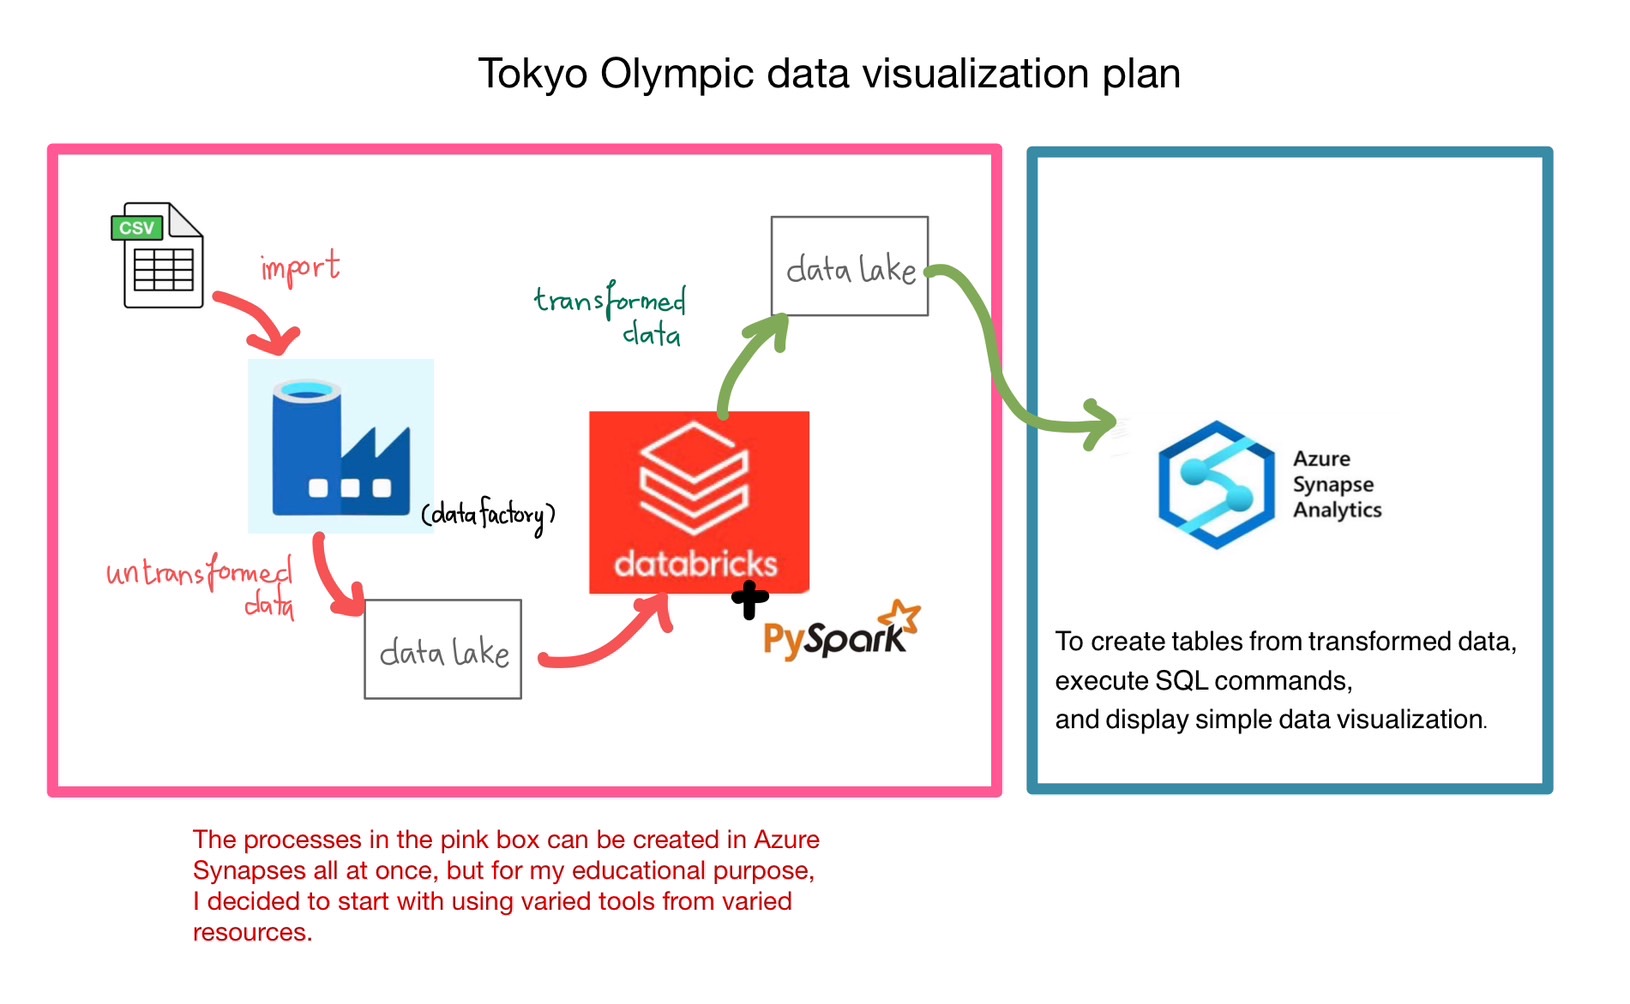 Tokyo Olympic data visualization plan
CSV
import
(data factory)
untransformed
data
data lake
databricks
+
PySpark
transformed
data
data lake
Azure
Synapse
Analytics
To create tables from transformed data,
execute SQL commands,
and display simple data visualization.
The processes in the pink box can be created in Azure
Synapses all at once, but for my educational purpose,
I decided to start with using varied tools from varied
resources.